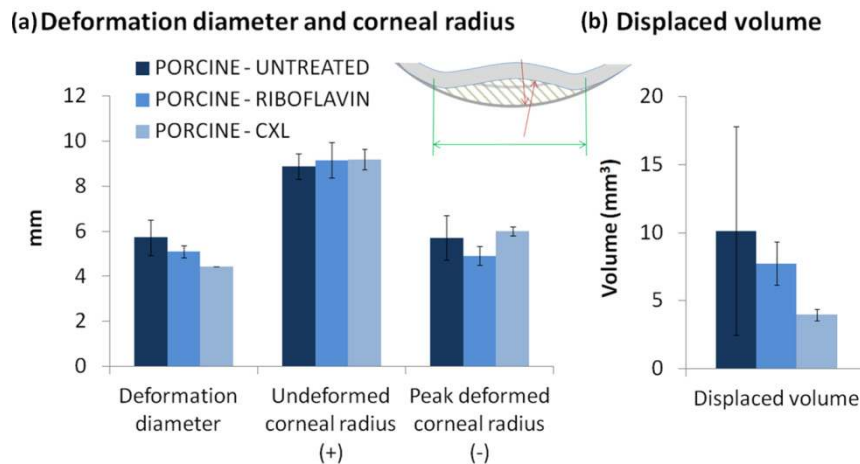 (a) Deformation diameter and corneal radius
PORCINE - UNTREATED
PORCINE - RIBOFLAVIN
PORCINE - CXL
12
10
8
6
4
2
0
mm
Deformation
diameter
Undeformed
corneal radius
(+)
Peak deformed
corneal radius
(-)
(b) Displaced volume
20
15
10
5
0
Volume (mm³)
Displaced volume